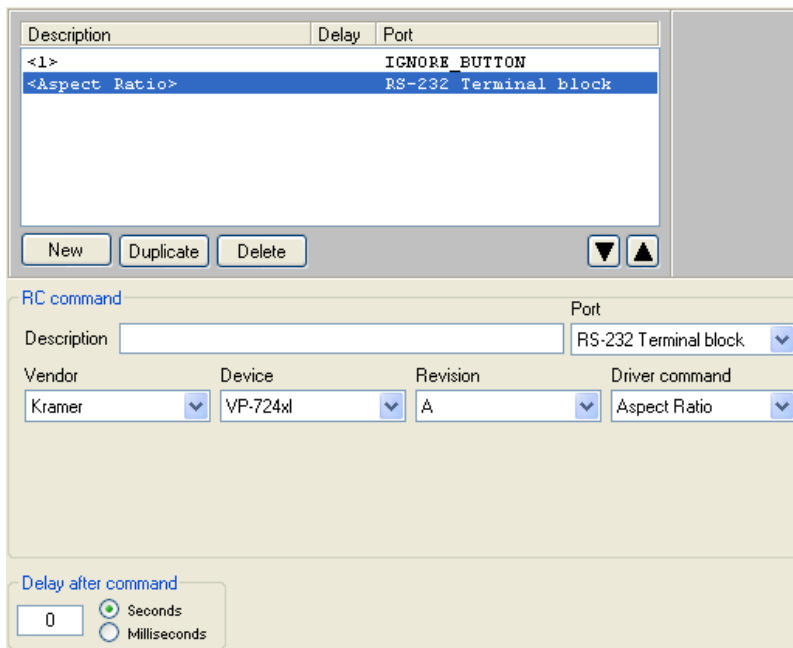 Description Delay Port
<1> IGNORE_BUTTON
<Aspect Ratio> RS-232 Terminal block
New Duplicate Delete
RC command
Port
Description RS-232 Terminal block
Vendor Device Revision Driver command
Kramer VP-724xl A Aspect Ratio
Delay after command
0 Seconds
Milliseconds